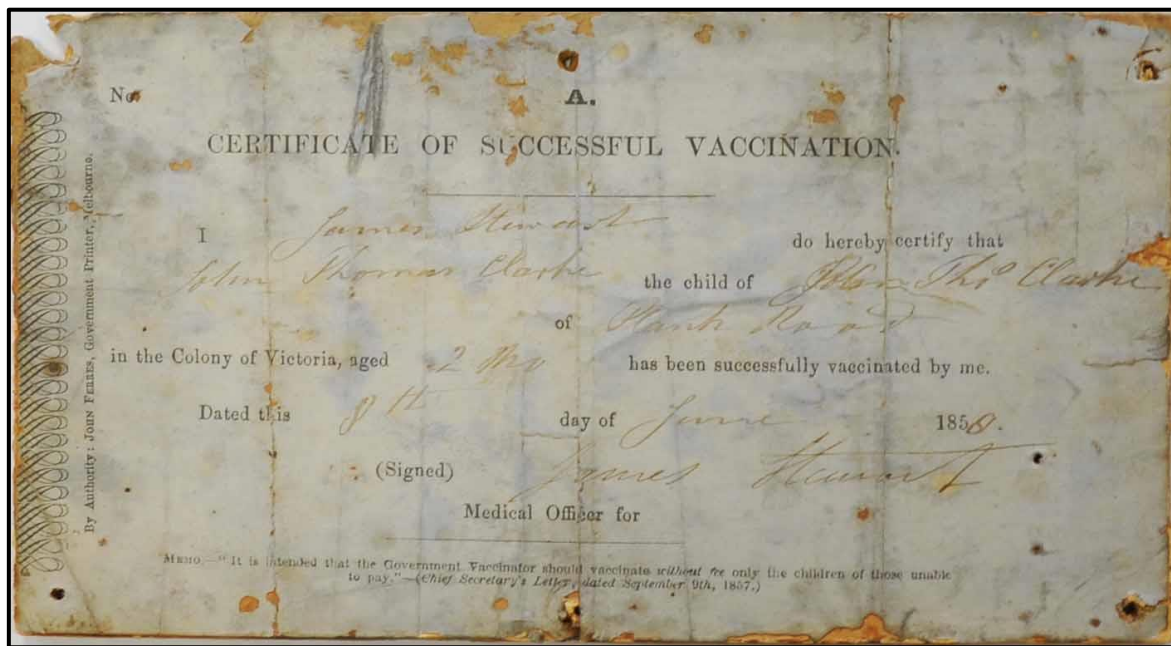 No.
A.
CERTIFICATE OF SUCCESSFUL VACCINATION.
I James Stewart do hereby certify that
John Thomas Clarke the child of John Thos Clarke
of Plank Road
in the Colony of Victoria, aged 2 Mo has been successfully vaccinated by me.
Dated this 8th day of June 1858.
(Signed) James Stewart
Medical Officer for
MEMO.—"It is intended that the Government Vaccinator should vaccinate without fee only the children of those unable
to pay."—(Chief Secretary's Letter, dated September 9th, 1857.)
By Authority: JOHN FERRES, Government Printer, Melbourne.